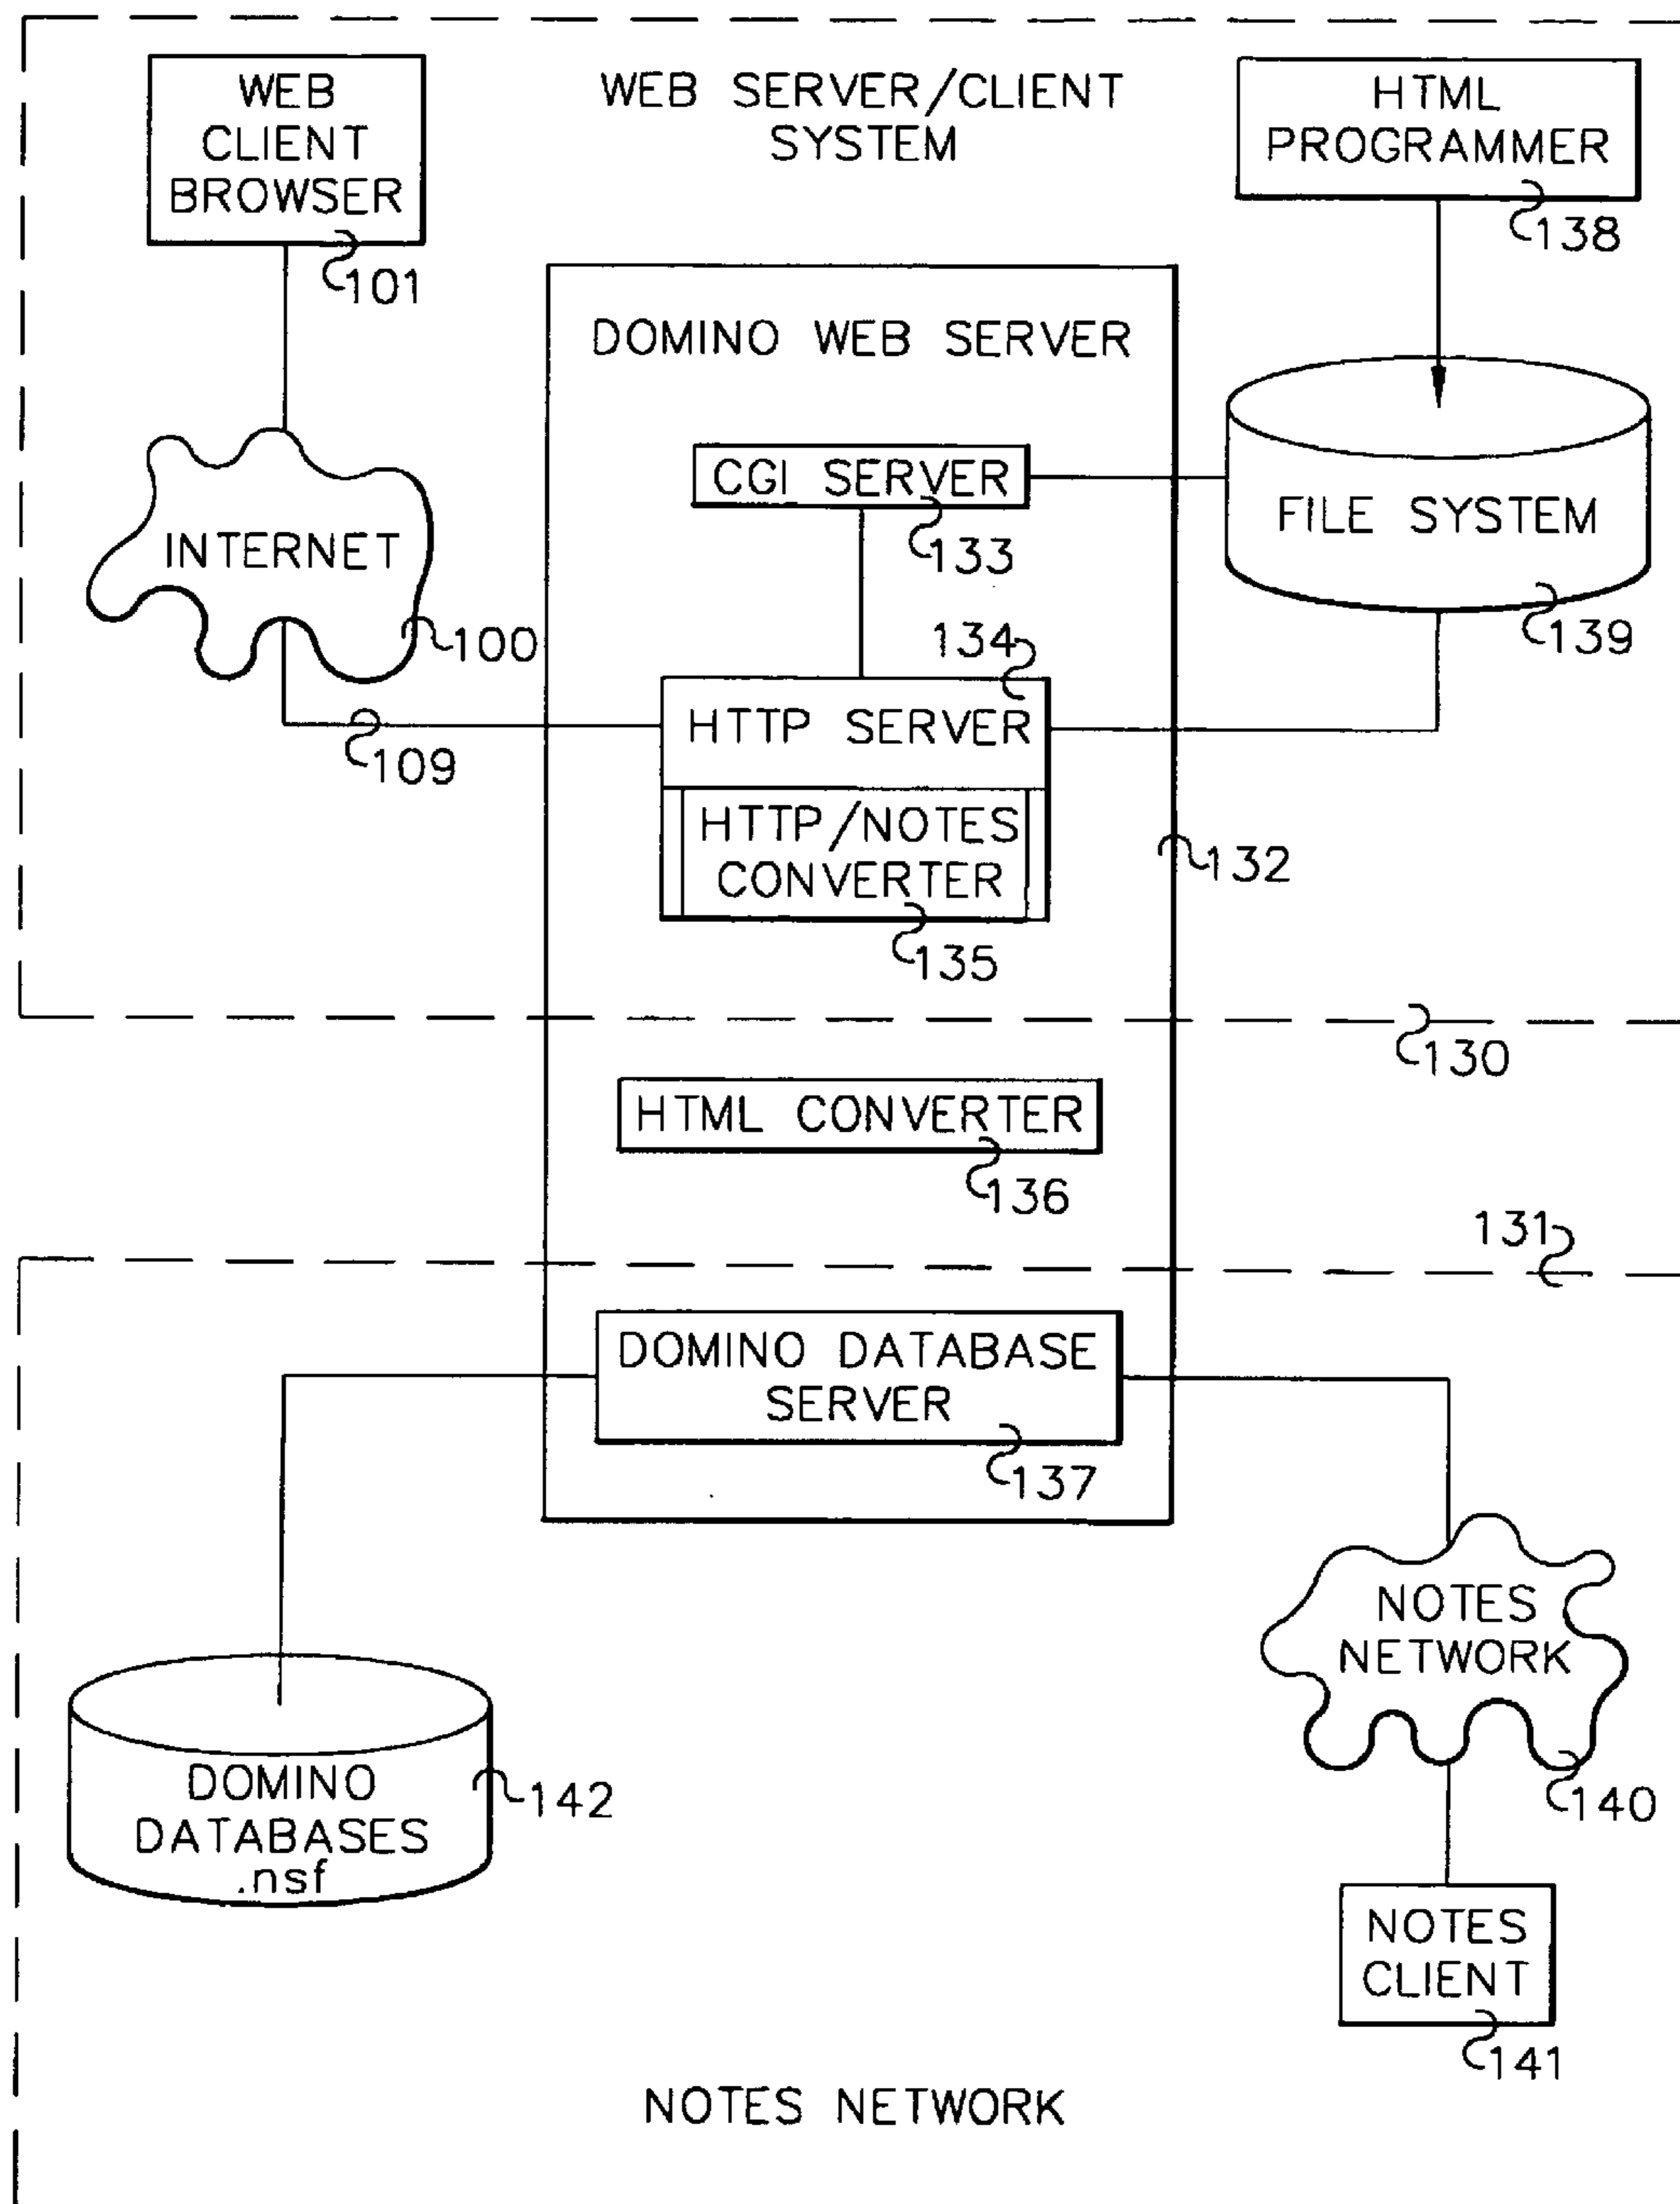 WEB
CLIENT
BROWSER
101
WEB SERVER/CLIENT
SYSTEM
HTML
PROGRAMMER
138
DOMINO WEB SERVER
CGI SERVER
133
FILE SYSTEM
139
INTERNET
100
109
134
HTTP SERVER
HTTP/NOTES
CONVERTER
135
132
130
HTML CONVERTER
136
131
DOMINO DATABASE
SERVER
137
NOTES
NETWORK
140
DOMINO
DATABASES
.nsf
142
NOTES
CLIENT
141
NOTES NETWORK